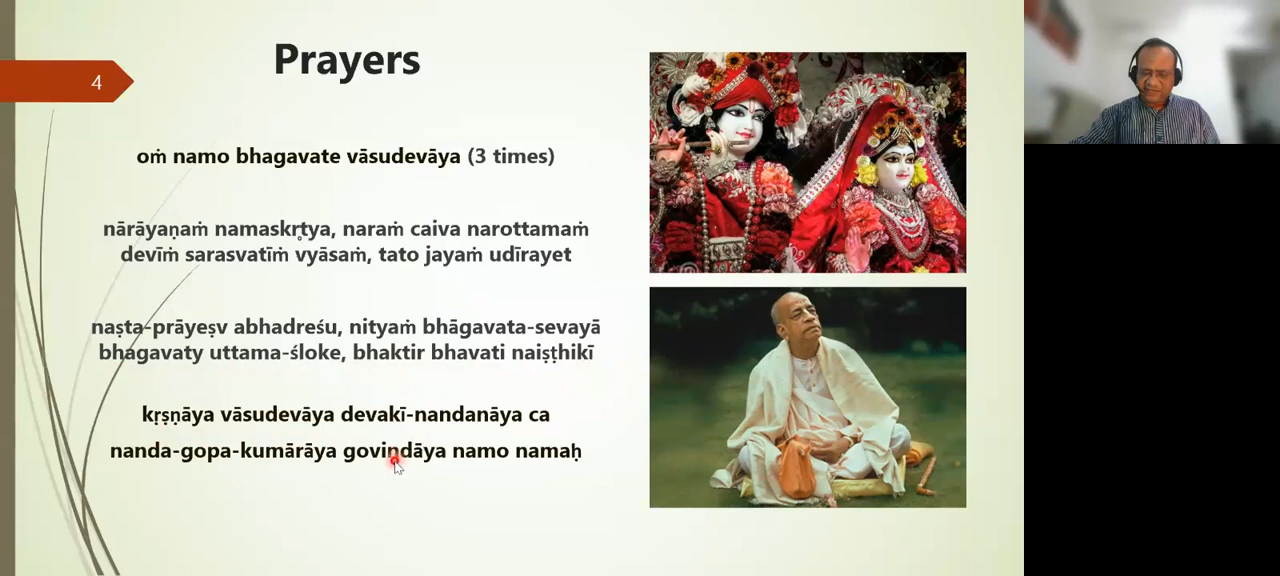 Prayers
4
oṁ namo bhagavate vāsudevāya (3 times)
nārāyaṇaṁ namaskṛtya, naraṁ caiva narottamaṁ
devīṁ sarasvatīṁ vyāsaṁ, tato jayaṁ udīrayet
naṣta-prāyeṣv abhadreśu, nityaṁ bhāgavata-sevayā
bhagavaty uttama-śloke, bhaktir bhavati naiṣṭhikī
kṛṣṇāya vāsudevāya devakī-nandanāya ca
nanda-gopa-kumārāya govindāya namo namaḥ